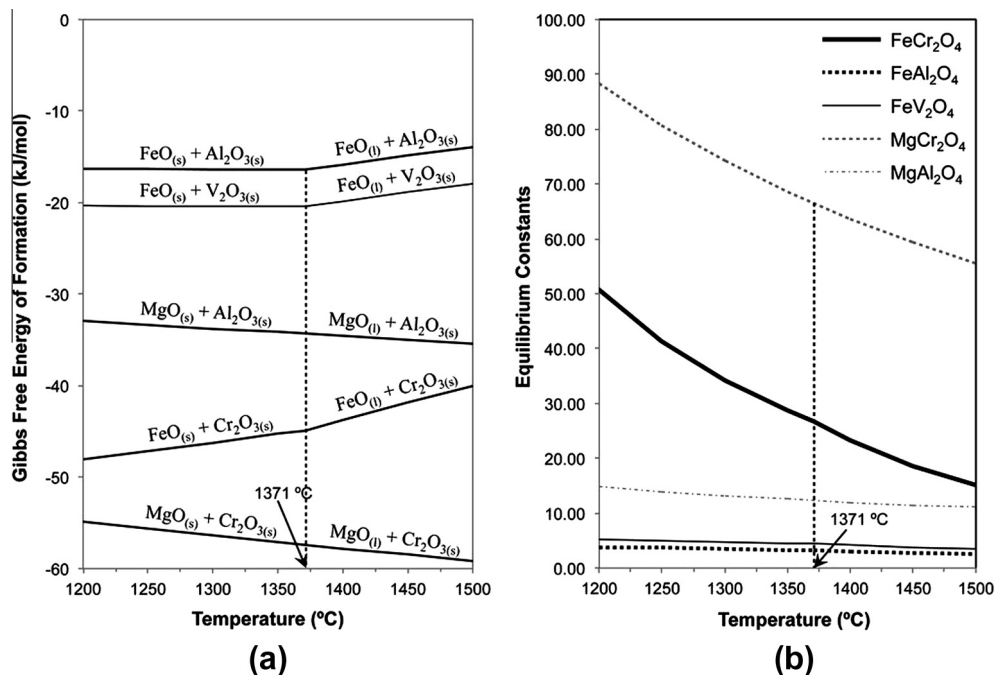 0
-10
-20
-30
-40
-50
-60
Gibbs Free Energy of Formation (kJ/mol)
FeO(s) + Al2O3(s)
FeO(l) + Al2O3(s)
FeO(s) + V2O3(s)
FeO(l) + V2O3(s)
MgO(s) + Al2O3(s)
MgO(l) + Al2O3(s)
FeO(s) + Cr2O3(s)
FeO(l) + Cr2O3(s)
1371 ºC
MgO(s) + Cr2O3(s)
MgO(l) + Cr2O3(s)
1200 1250 1300 1350 1400 1450 1500
Temperature (ºC)
(a)
100.00
90.00
80.00
70.00
60.00
50.00
40.00
30.00
20.00
10.00
0.00
Equilibrium Constants
FeCr2O4
FeAl2O4
FeV2O4
MgCr2O4
MgAl2O4
1371 ºC
1200 1250 1300 1350 1400 1450 1500
Temperature (ºC)
(b)